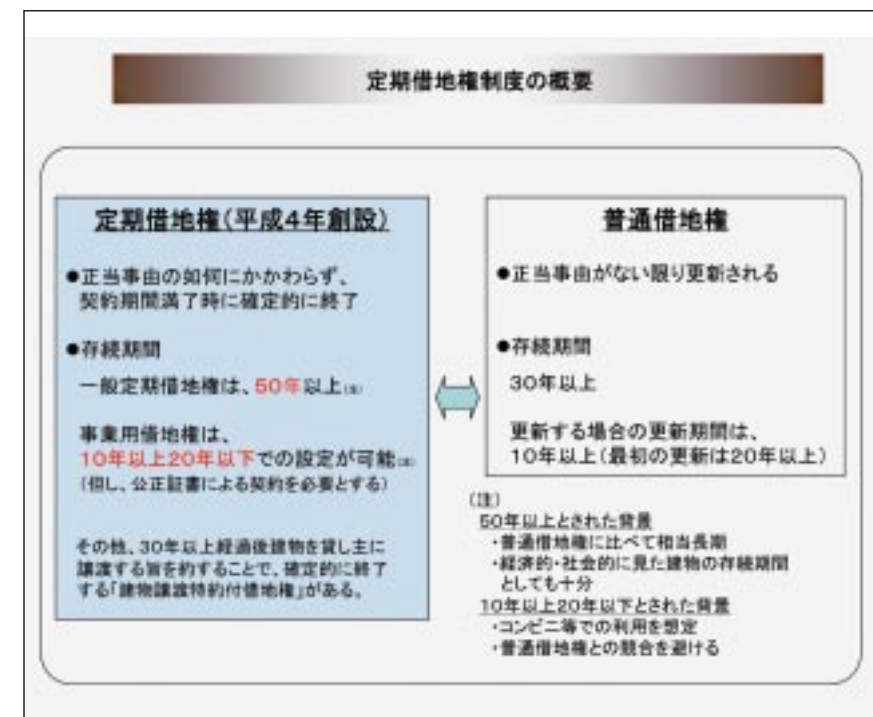 定期借地権制度の概要
定期借地権(平成4年創設)
●正当事由の如何にかかわらず、
契約期間満了時に確定的に終了
●存続期間
一般定期借地権は、50年以上(注)
事業用借地権は、
10年以上20年以下での設定が可能(注)
(但し、公正証書による契約を必要とする)
その他、30年以上経過後建物を貸し主に
譲渡する旨を約することで、確定的に終了
する「建物譲渡特約付借地権」がある。
普通借地権
●正当事由がない限り更新される
●存続期間
30年以上
更新する場合の更新期間は、
10年以上(最初の更新は20年以上)
(注)
50年以上とされた背景
・普通借地権に比べて相当長期
・経済的・社会的に見た建物の存続期間
としても十分
10年以上20年以下とされた背景
・コンビニ等での利用を想定
・普通借地権との競合を避ける